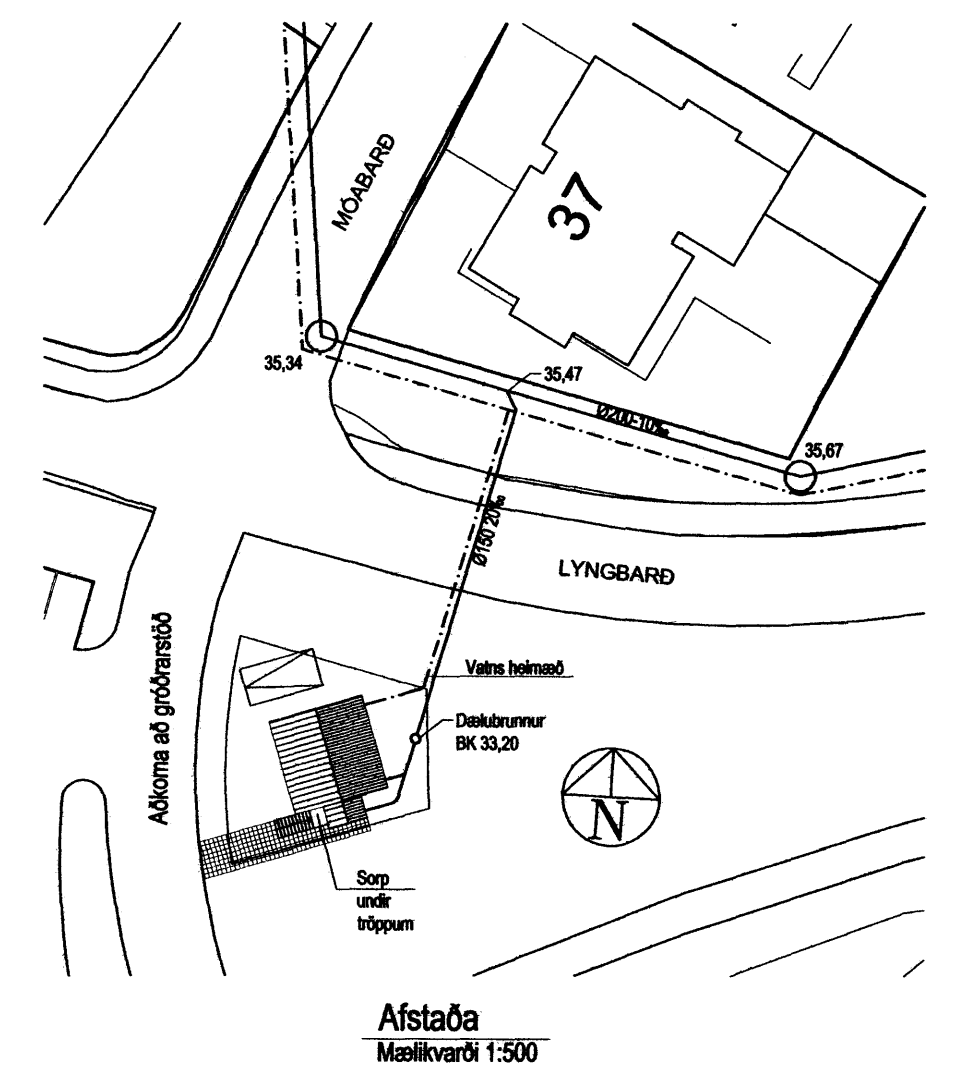 MÓABARÐ
37
35,34
35,47
Ø200-10‰
35,67
Ø150 20‰
LYNGBARÐ
Aðkoma að gróðrarstöð
Vatns heimæð
Dælubrunnur
BK 33,20
N
Sorp
undir
tröppum
Afstaða
Mælikvarði 1:500